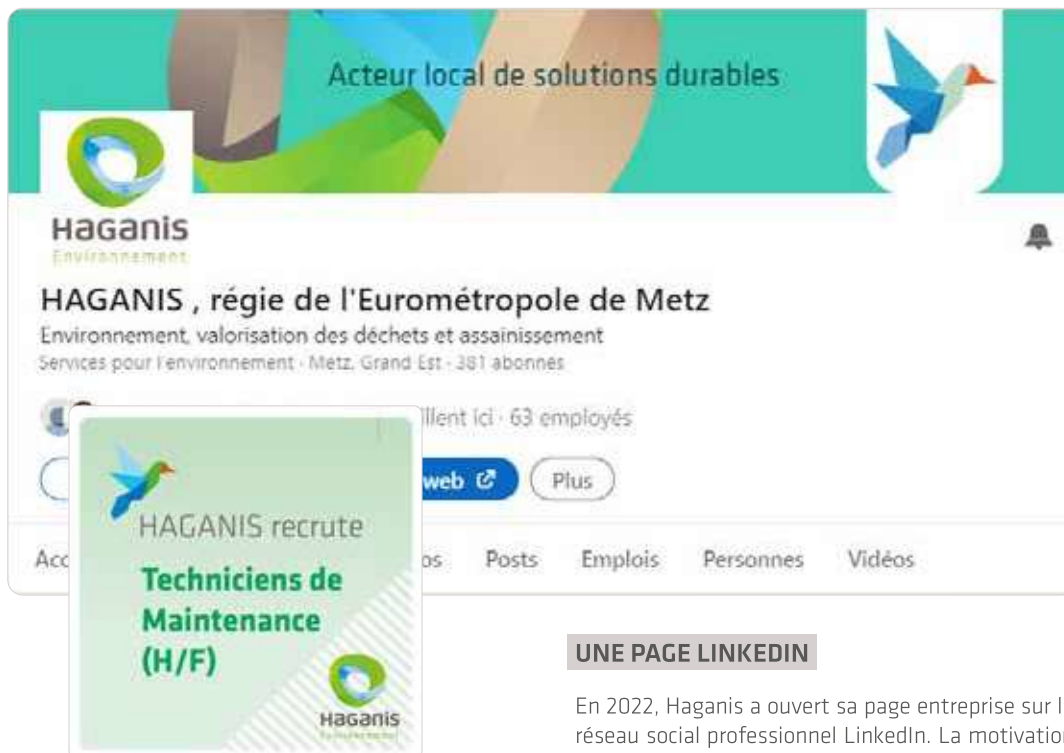 Acteur local de solutions durables
Haganis
Environnement
HAGANIS , régie de l'Eurométropole de Metz
Environnement, valorisation des déchets et assainissement
Services pour l'environnement · Metz, Grand Est · 381 abonnés
illent ici · 63 employés
web
Plus
Acc
os
Posts
Emplois
Personnes
Vidéos
HAGANIS recrute
Techniciens de
Maintenance
(H/F)
Haganis
Environnement
UNE PAGE LINKEDIN
En 2022, Haganis a ouvert sa page entreprise sur l
réseau social professionnel LinkedIn. La motivatio